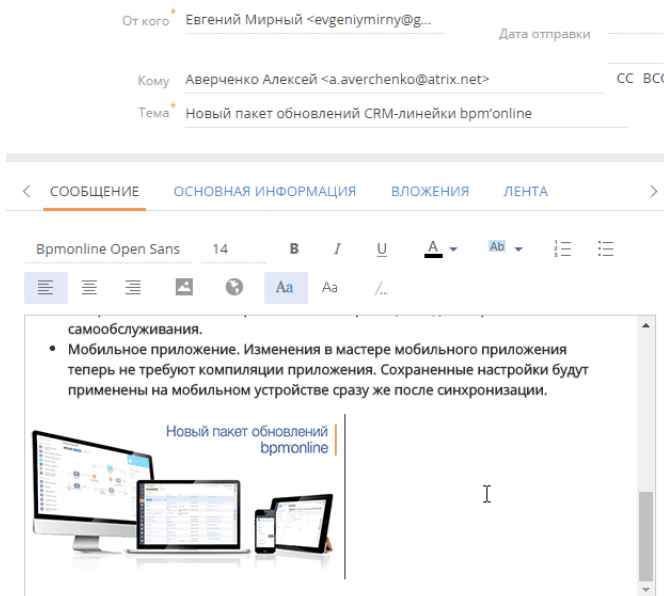 От кого* Евгений Мирный <evgeniymirny@g...
Дата отправки
Кому Аверченко Алексей <a.averchenko@atrix.net> CC BCC
Тема* Новый пакет обновлений CRM-линейки bpm'online
СООБЩЕНИЕ ОСНОВНАЯ ИНФОРМАЦИЯ ВЛОЖЕНИЯ ЛЕНТА
Bpmonline Open Sans 14 B I U A Ab
Aa Aa /...
самообслуживания.
• Мобильное приложение. Изменения в мастере мобильного приложения
теперь не требуют компиляции приложения. Сохраненные настройки будут
применены на мобильном устройстве сразу же после синхронизации.
Новый пакет обновлений
bpmonline